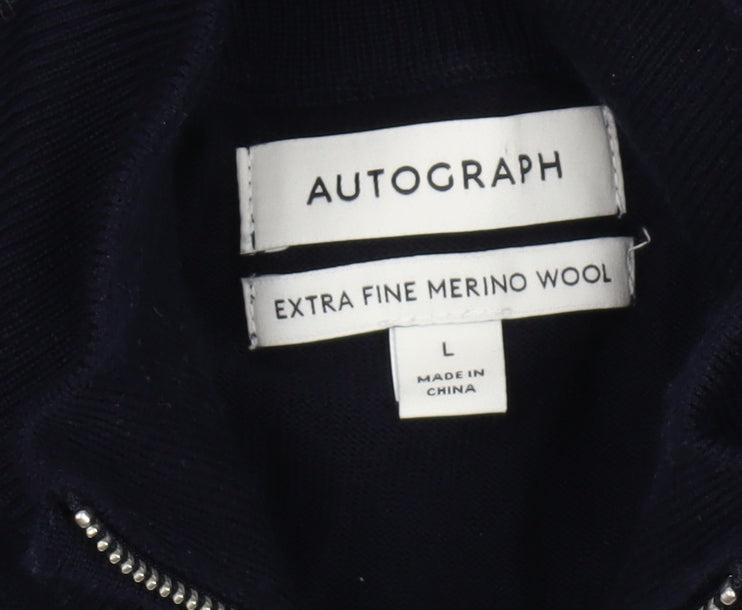 AUTOGRAPH
EXTRA FINE MERINO WOOL
L
MADE IN
CHINA